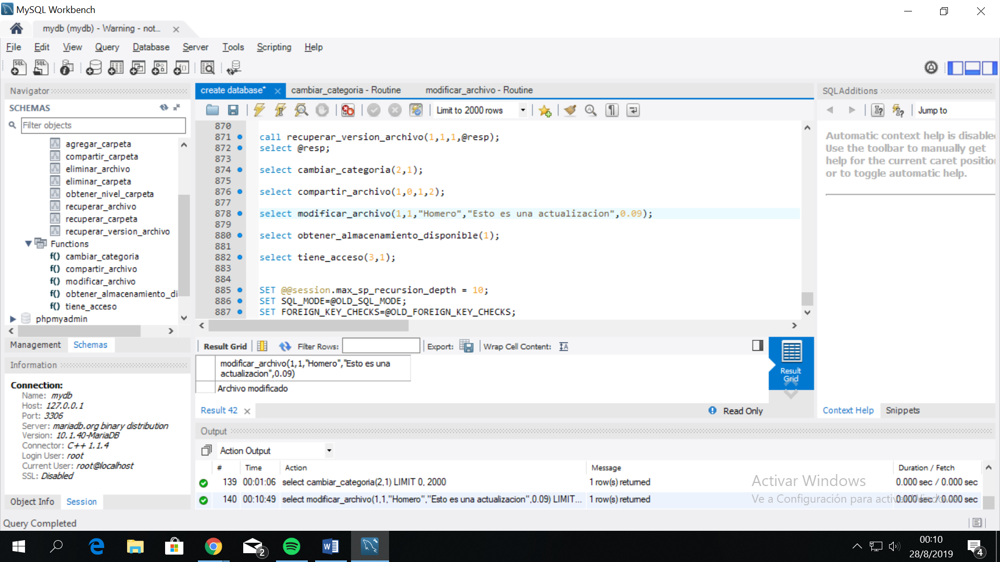 MySQL Workbench
mydb (mydb) - Warning - not...
File Edit View Query Database Server Tools Scripting Help
Navigator
SCHEMAS
Filter objects
agregar_carpeta
compartir_carpeta
eliminar_archivo
eliminar_carpeta
obtener_nivel_carpeta
recuperar_archivo
recuperar_carpeta
recuperar_version_archivo
Functions
f() cambiar_categoria
f() compartir_archivo
f() modificar_archivo
f() obtener_almacenamiento_di
f() tiene_acceso
phpmyadmin
Management Schemas
Information
Connection:
Name: mydb
Host: 127.0.0.1
Port: 3306
Server: mariadb.org binary distribution
Version: 10.1.40-MariaDB
Connector: C++ 1.1.4
Login User: root
Current User: root@localhost
SSL: Disabled
Object Info Session
Query Completed
create database* cambiar_categoria - Routine modificar_archivo - Routine
Limit to 2000 rows
870
871 call recuperar_version_archivo(1,1,1,@resp);
872 select @resp;
873
874 select cambiar_categoria(2,1);
875
876 select compartir_archivo(1,0,1,2);
877
878 select modificar_archivo(1,1,"Homero","Esto es una actualizacion",0.09);
879
880 select obtener_almacenamiento_disponible(1);
881
882 select tiene_acceso(3,1);
883
884
885 SET @@session.max_sp_recursion_depth = 10;
886 SET SQL_MODE=@OLD_SQL_MODE;
887 SET FOREIGN_KEY_CHECKS=@OLD_FOREIGN_KEY_CHECKS;
Result Grid Filter Rows: Export: Wrap Cell Content:
modificar_archivo(1,1,"Homero","Esto es una
actualizacion",0.09)
Archivo modificado
Result
Grid
Result 42
Read Only
SQLAdditions
Jump to
Automatic context help is disable
Use the toolbar to manually get
help for the current caret positio
or to toggle automatic help.
Context Help Snippets
Output
Action Output
# Time Action Message Duration / Fetch
139 00:01:06 select cambiar_categoria(2,1) LIMIT 0, 2000 1 row(s) returned 0.000 sec / 0.000 sec
140 00:10:49 select modificar_archivo(1,1,"Homero","Esto es una actualizacion",0.09) LIMIT... 1 row(s) returned 0.000 sec / 0.000 sec
Activar Windows
Ve a Configuración para activar Windows.
2
00:10
28/8/2019
4